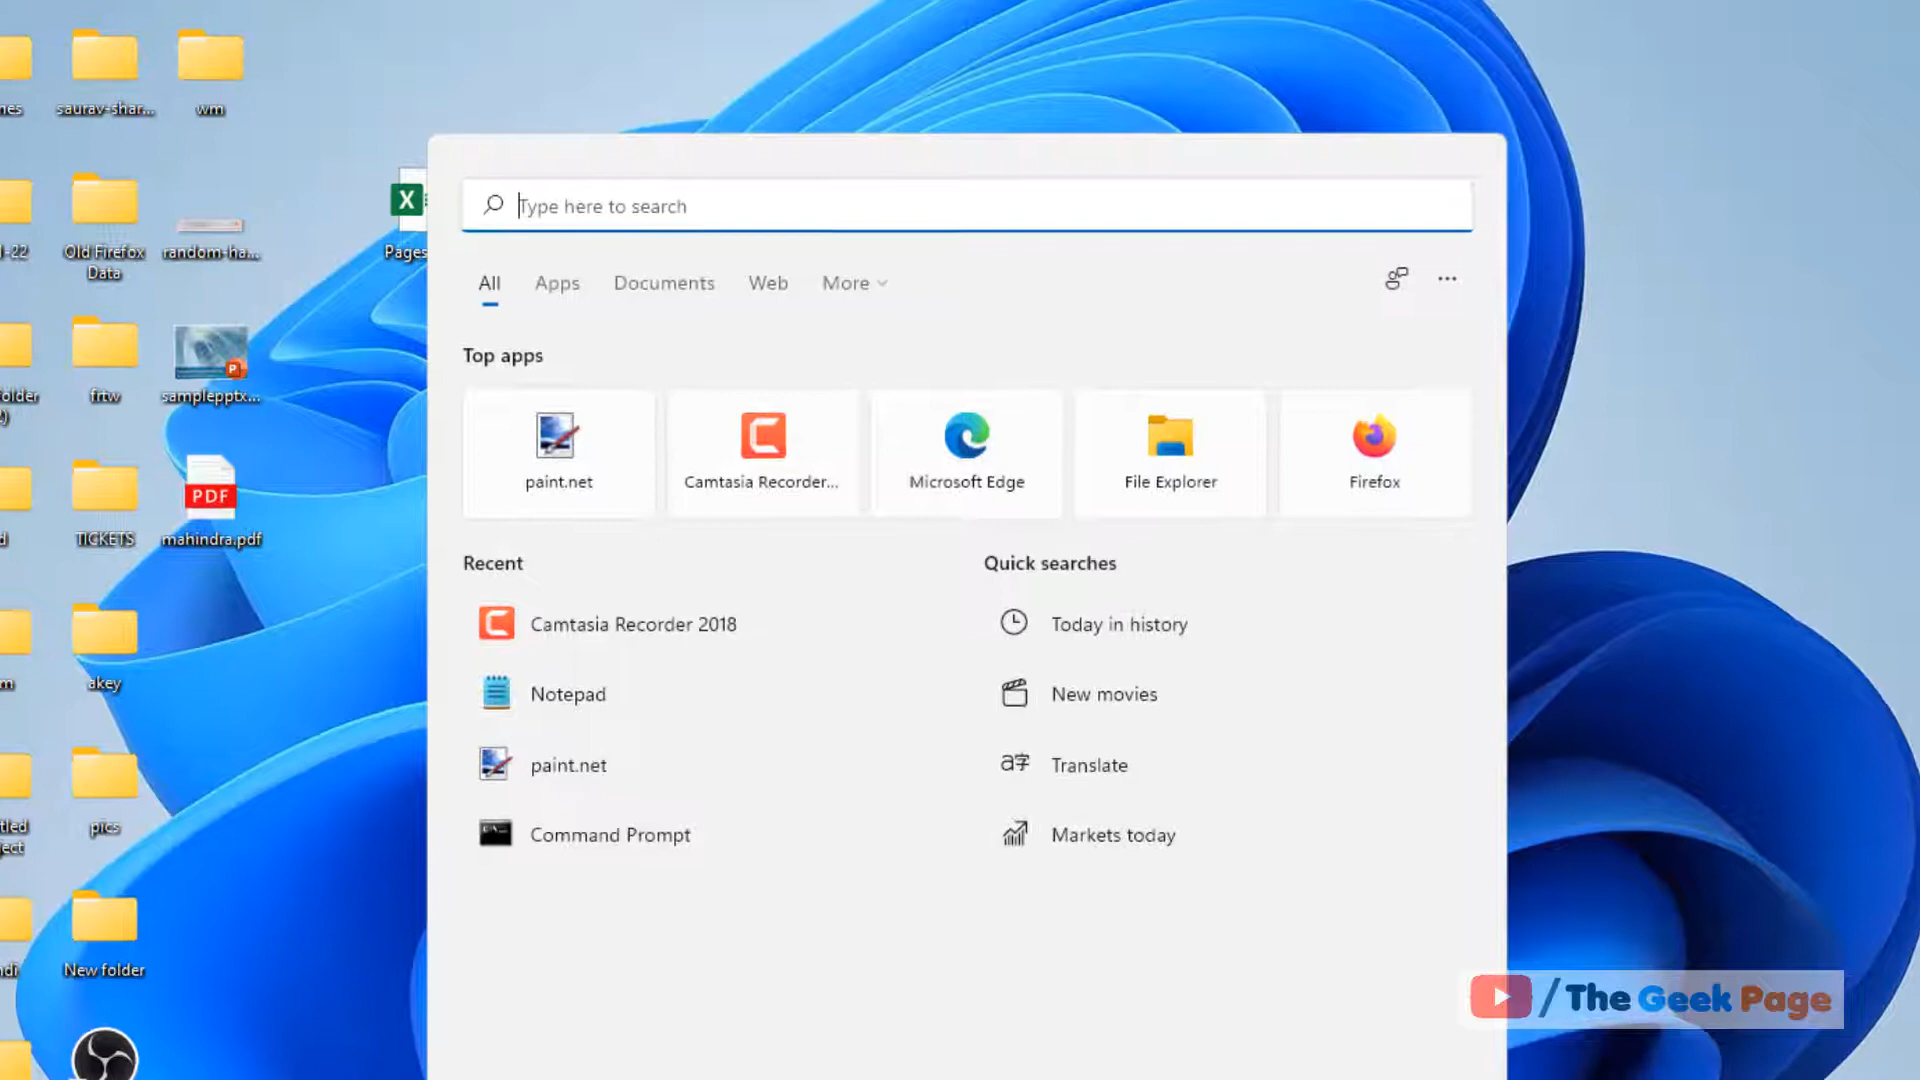 saurav-shar...
wm
Old Firefox
Data
random-ha...
Pages
frtw
samplepptx...
TICKETS
PDF
mahindra.pdf
akey
pics
New folder
Type here to search
All
Apps
Documents
Web
More
Top apps
paint.net
Camtasia Recorder...
Microsoft Edge
File Explorer
Firefox
Recent
Camtasia Recorder 2018
Notepad
paint.net
Command Prompt
Quick searches
Today in history
New movies
Translate
Markets today
/The Geek Page